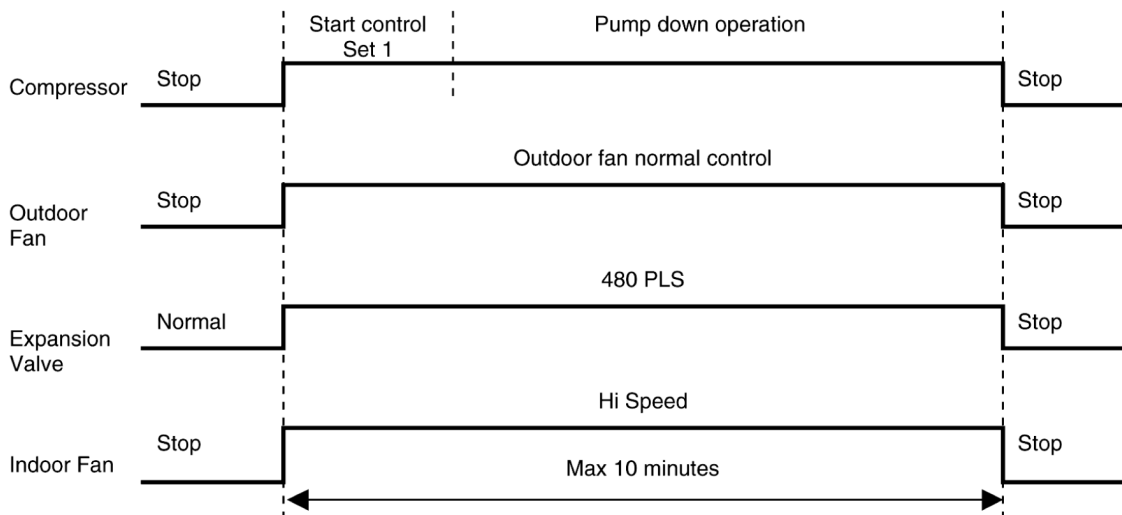 Start control
Set 1
Pump down operation
Compressor
Stop
Stop
Outdoor fan normal control
Outdoor
Fan
Stop
Stop
480 PLS
Expansion
Valve
Normal
Stop
Hi Speed
Indoor Fan
Stop
Stop
Max 10 minutes